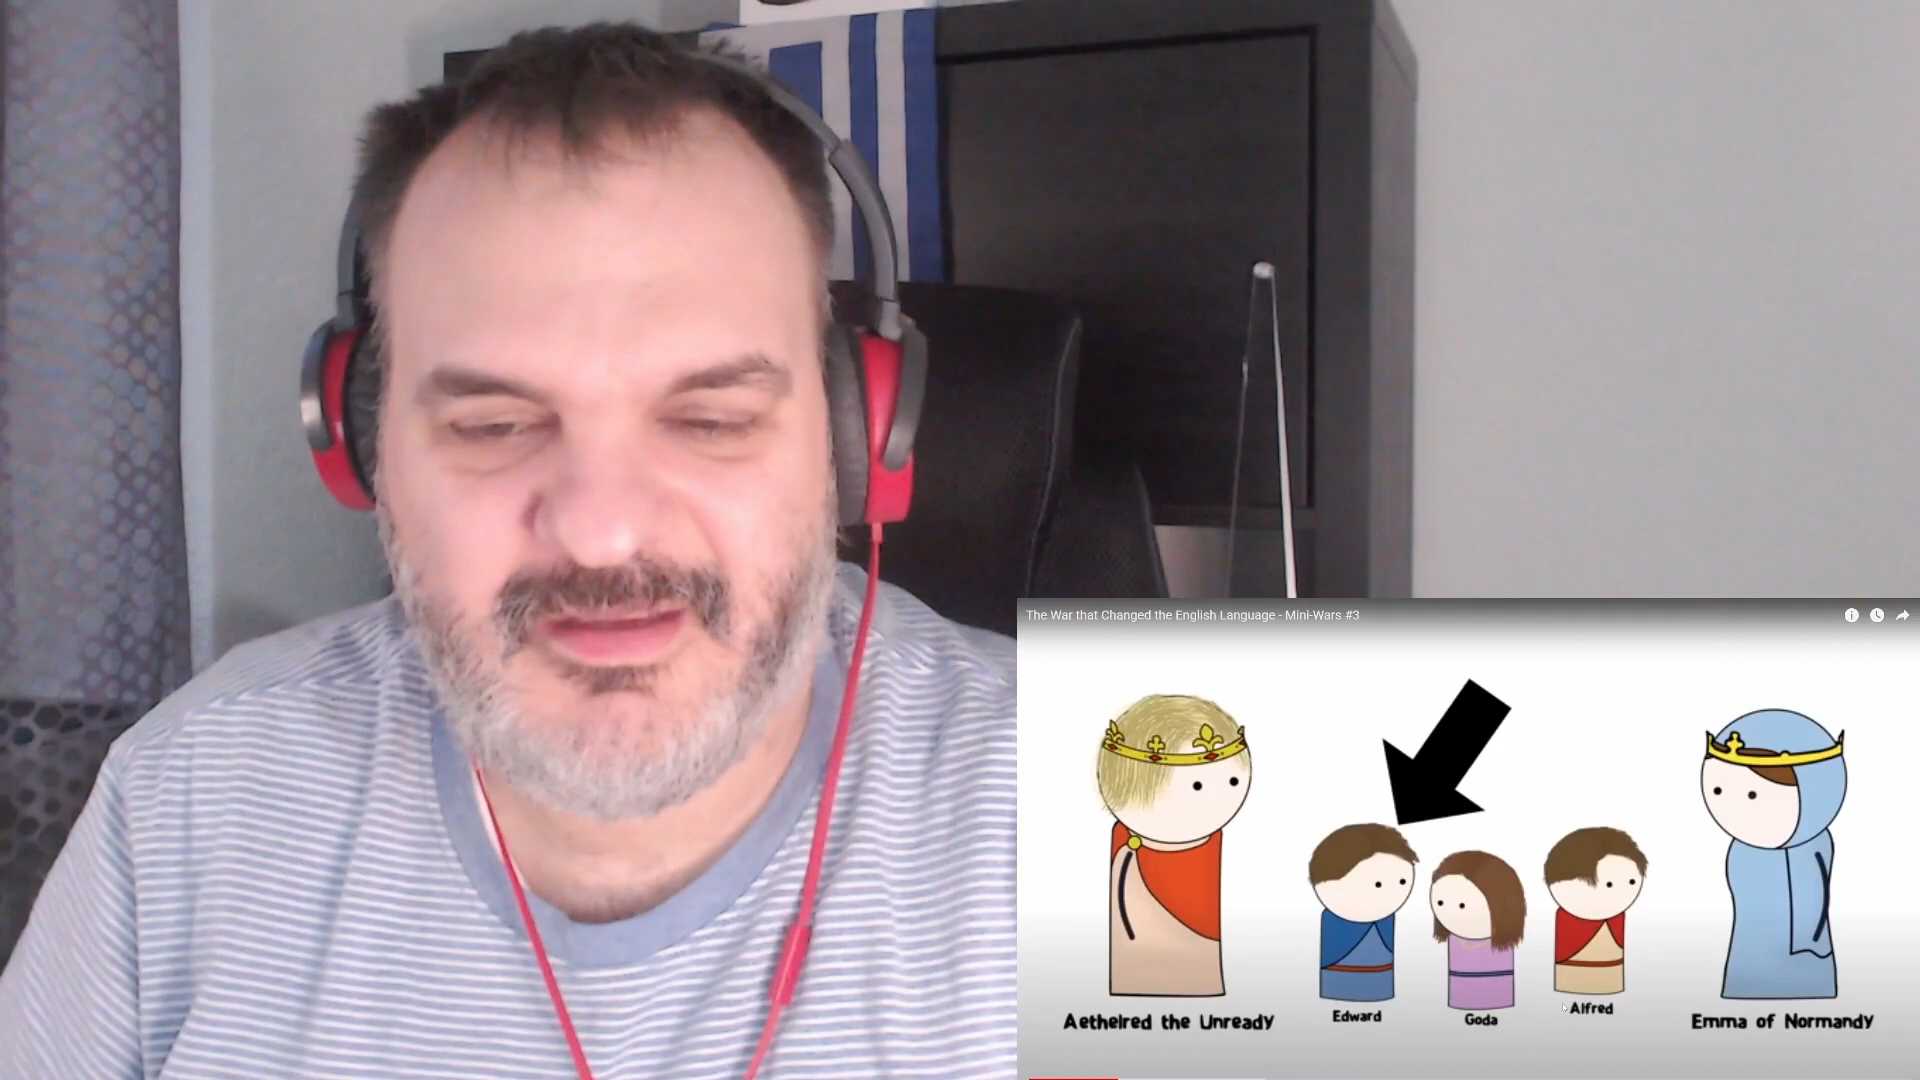 The War that Changed the English Language - Mini-Wars #3
Aethelred the Unready
Edward
Goda
Alfred
Emma of Normandy